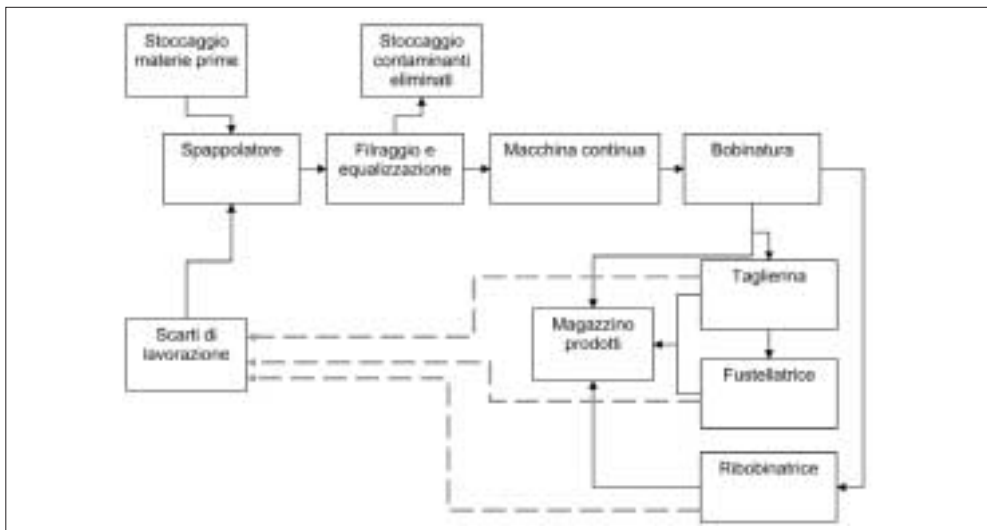 Stoccaggio
materie prime
Stoccaggio
contaminanti
eliminati
Spappolatore
Filraggio e
equalizzazione
Macchina continua
Bobinatura
Taglierina
Magazzino
prodotti
Scarti di
lavorazione
Fustellatrice
Ribobinatrice